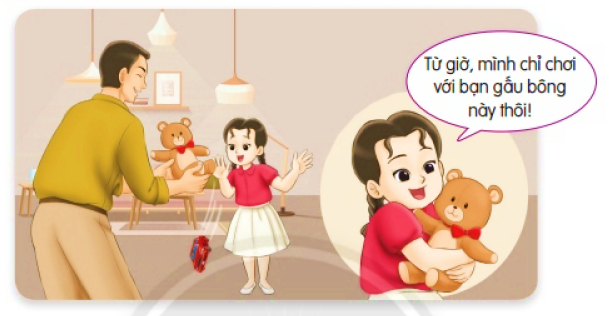 Từ giờ, mình chỉ chơi
với bạn gấu bông
này thôi!